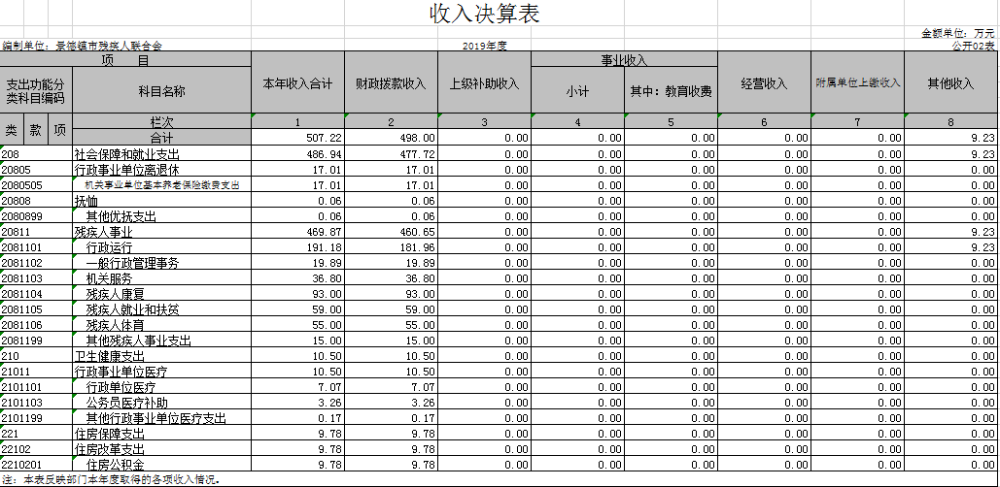 收入决算表
金额单位：万元
编制单位：景德镇市残疾人联合会 2019年度 公开02表
项 目 本年收入合计 财政拨款收入 上级补助收入 事业收入 经营收入 附属单位上缴收入 其他收入
支出功能分类科目编码 科目名称 小计 其中：教育收费
类 款 项 栏次 1 2 3 4 5 6 7 8
合计 507.22 498.00 0.00 0.00 0.00 0.00 0.00 9.23
208 社会保障和就业支出 486.94 477.72 0.00 0.00 0.00 0.00 0.00 9.23
20805 行政事业单位离退休 17.01 17.01 0.00 0.00 0.00 0.00 0.00 0.00
2080505 机关事业单位基本养老保险缴费支出 17.01 17.01 0.00 0.00 0.00 0.00 0.00 0.00
20808 抚恤 0.06 0.06 0.00 0.00 0.00 0.00 0.00 0.00
2080899 其他优抚支出 0.06 0.06 0.00 0.00 0.00 0.00 0.00 0.00
20811 残疾人事业 469.87 460.65 0.00 0.00 0.00 0.00 0.00 9.23
2081101 行政运行 191.18 181.96 0.00 0.00 0.00 0.00 0.00 9.23
2081102 一般行政管理事务 19.89 19.89 0.00 0.00 0.00 0.00 0.00 0.00
2081103 机关服务 36.80 36.80 0.00 0.00 0.00 0.00 0.00 0.00
2081104 残疾人康复 93.00 93.00 0.00 0.00 0.00 0.00 0.00 0.00
2081105 残疾人就业和扶贫 59.00 59.00 0.00 0.00 0.00 0.00 0.00 0.00
2081106 残疾人体育 55.00 55.00 0.00 0.00 0.00 0.00 0.00 0.00
2081199 其他残疾人事业支出 15.00 15.00 0.00 0.00 0.00 0.00 0.00 0.00
210 卫生健康支出 10.50 10.50 0.00 0.00 0.00 0.00 0.00 0.00
21011 行政事业单位医疗 10.50 10.50 0.00 0.00 0.00 0.00 0.00 0.00
2101101 行政单位医疗 7.07 7.07 0.00 0.00 0.00 0.00 0.00 0.00
2101103 公务员医疗补助 3.26 3.26 0.00 0.00 0.00 0.00 0.00 0.00
2101199 其他行政事业单位医疗支出 0.17 0.17 0.00 0.00 0.00 0.00 0.00 0.00
221 住房保障支出 9.78 9.78 0.00 0.00 0.00 0.00 0.00 0.00
22102 住房改革支出 9.78 9.78 0.00 0.00 0.00 0.00 0.00 0.00
2210201 住房公积金 9.78 9.78 0.00 0.00 0.00 0.00 0.00 0.00
注：本表反映部门本年度取得的各项收入情况。